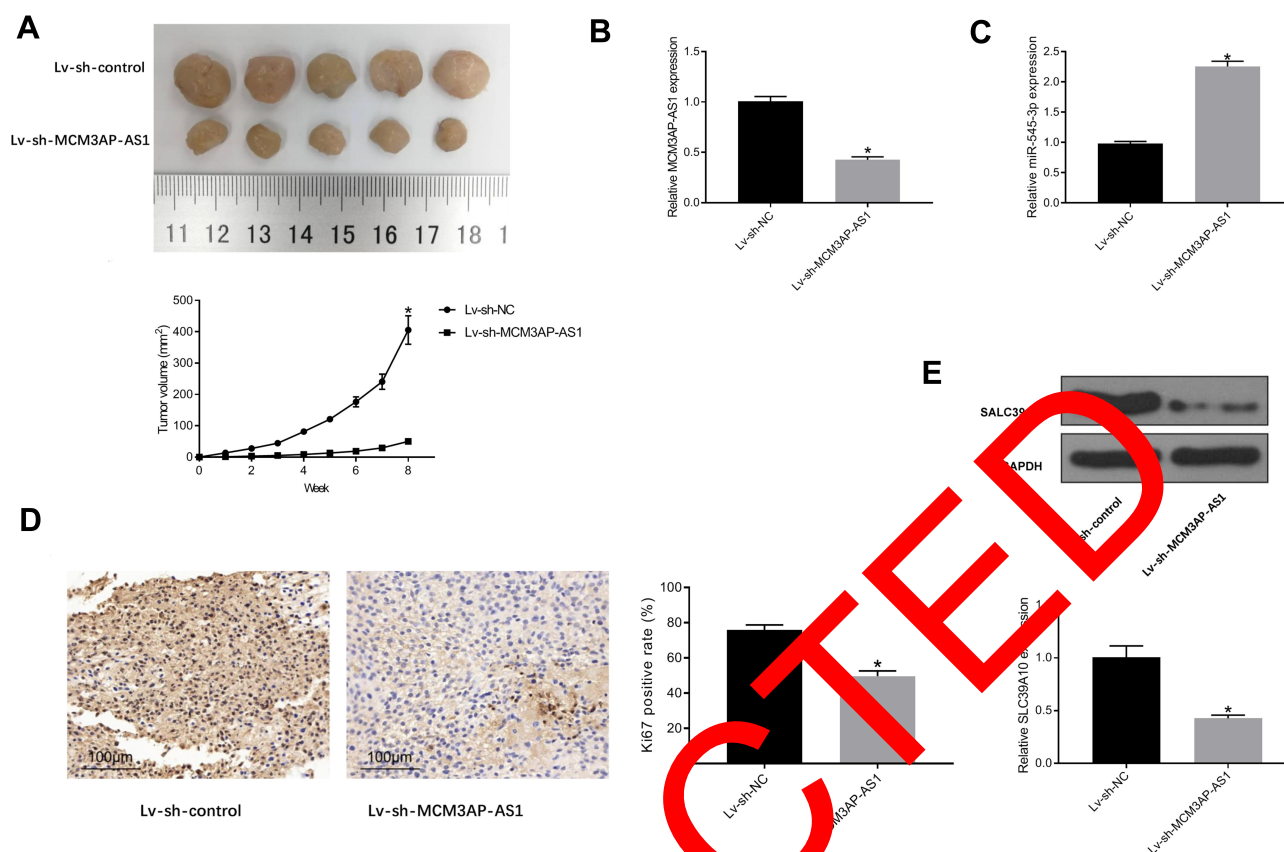 A
Lv-sh-control
Lv-sh-MCM3AP-AS1
11 12 13 14 15 16 17 18 1
Tumor volume (mm2)
500
400
300
200
100
0
0 2 4 6 8
Week
*
Lv-sh-NC
Lv-sh-MCM3AP-AS1
B
Relative MCM3AP-AS1 expression
1.5
1.0
0.5
0.0
*
Lv-sh-NC
Lv-sh-MCM3AP-AS1
C
Relative miR-545-3p expression
2.5
2.0
1.5
1.0
0.5
0.0
*
Lv-sh-NC
Lv-sh-MCM3AP-AS1
D
100μm
100μm
Lv-sh-control
Lv-sh-MCM3AP-AS1
Ki67 positive rate (%)
100
80
60
40
20
*
Lv-sh-NC
MCM3AP-AS1
E
SALC39
GAPDH
sh-control
Lv-sh-MCM3AP-AS1
Relative SLC39A10
1.0
0.5
0.0
*
Lv-sh-NC
Lv-sh-MCM3AP-AS1
CTED